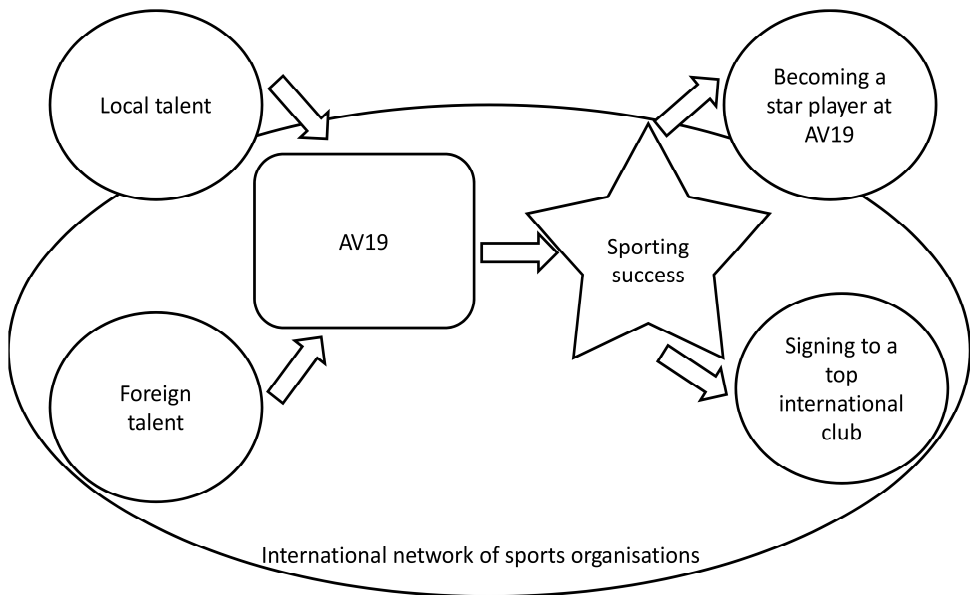 Local talent
Becoming a
star player at
AV19
AV19
Sporting
success
Foreign
talent
Signing to a
top
international
club
International network of sports organisations